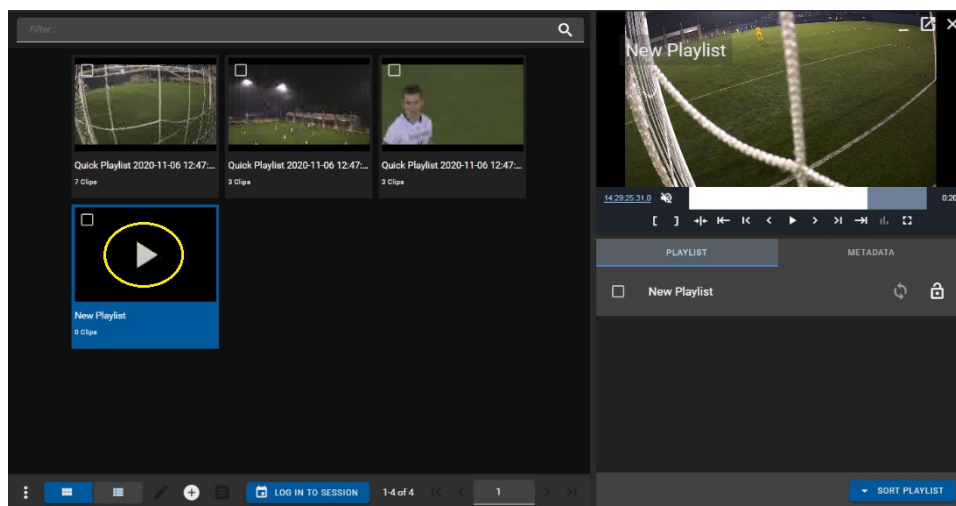 Filter...
Quick Playlist 2020-11-06 12:47:...
7 Clips
Quick Playlist 2020-11-06 12:47:...
3 Clips
Quick Playlist 2020-11-06 12:47:...
3 Clips
New Playlist
0 Clips
LOG IN TO SESSION
1-4 of 4
1
New Playlist
14:29:25.31.0
0:20
PLAYLIST
METADATA
New Playlist
SORT PLAYLIST